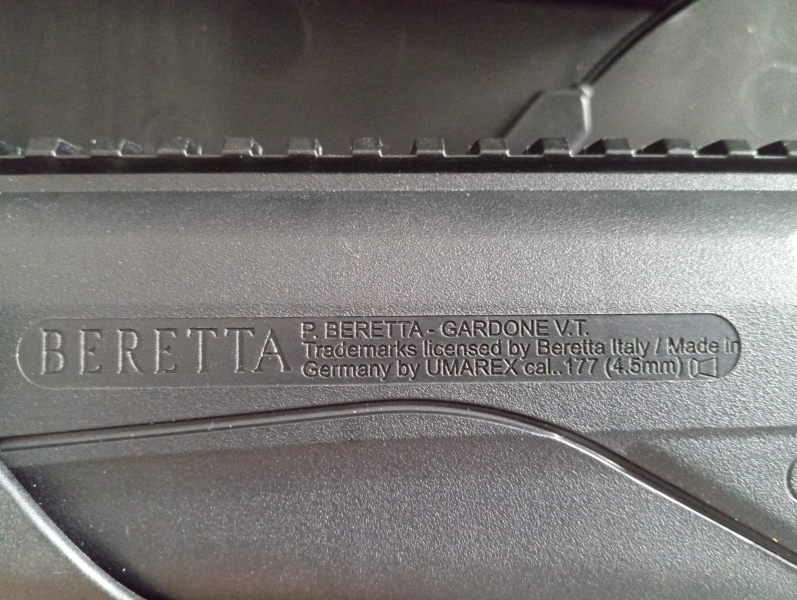 BERETTA
P. BERETTA - GARDONE V.T.
Trademarks licensed by Beretta Italy / Made in
Germany by UMAREX cal..177 (4.5mm)